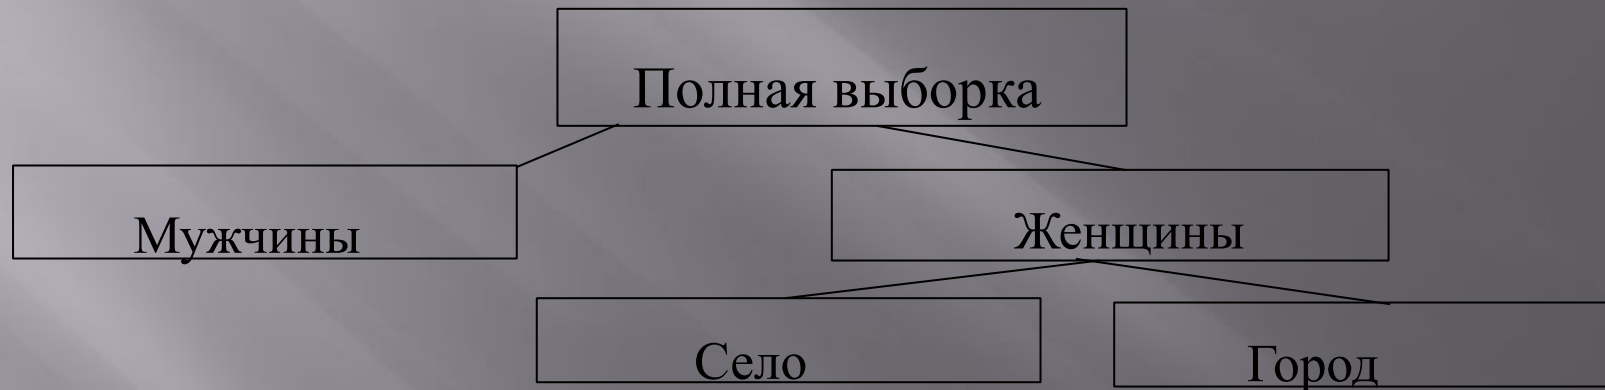 Полная выборка
Мужчины
Женщины
Село
Город